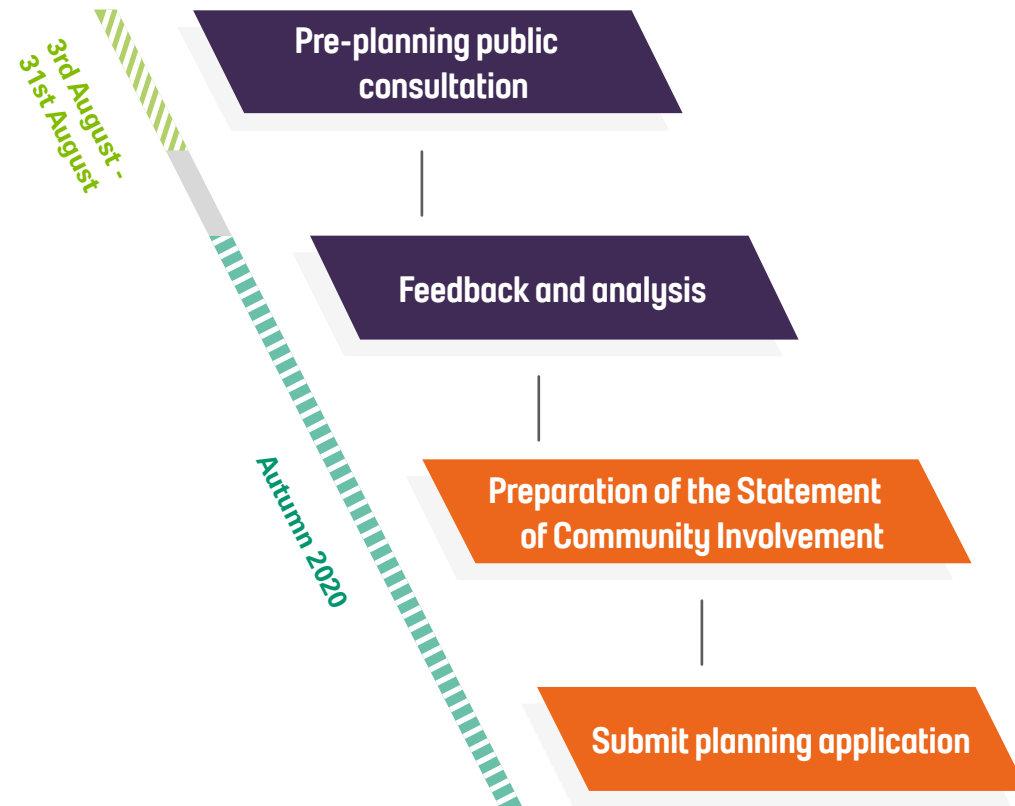 3rd August -
31st August
Pre-planning public
consultation
Feedback and analysis
Autumn 2020
Preparation of the Statement
of Community Involvement
Submit planning application